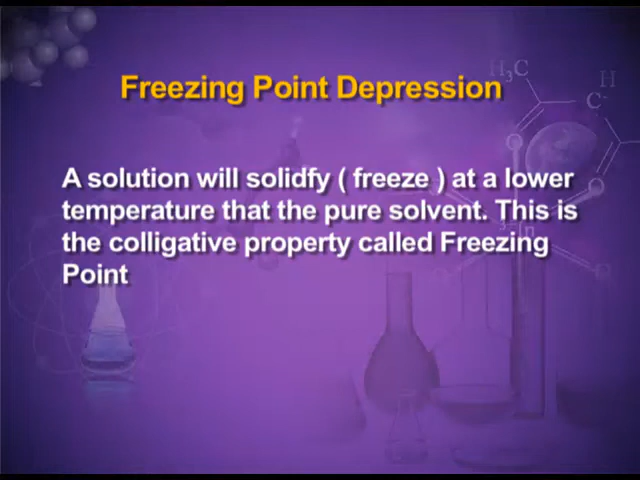 Freezing Point Depression
H₃C
H
C
A solution will solidfy ( freeze ) at a lower
temperature that the pure solvent. This is
the colligative property called Freezing
Point